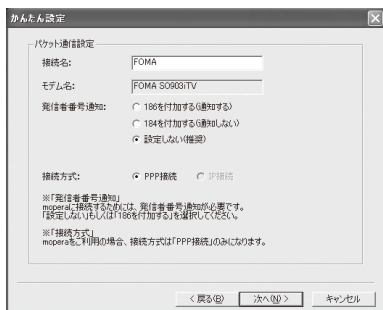 かんたん設定
パケット通信設定
接続名: FOMA
モデム名: FOMA SO903iTV
発信者番号通知: 186を付加する(通知する)
184を付加する(通知しない)
設定しない(推奨)
接続方式: PPP接続 IP接続
※「発信者番号通知」
moperaに接続するためには、発信者番号通知が必要です。
「設定しない」もしくは「186を付加する」を選択してください。
※「接続方式」
moperaをご利用の場合、接続方式は「PPP接続」のみになります。
< 戻る(B) 次へ(N) > キャンセル